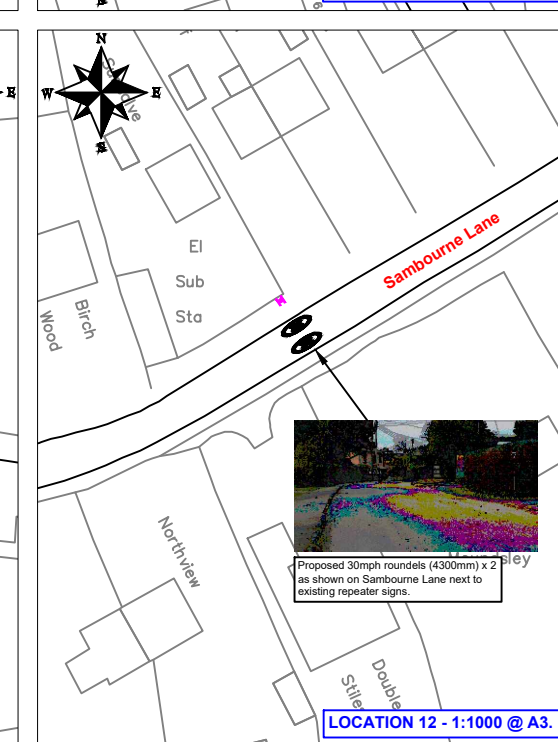 N
E
W
E
S
El
Sub
Sta
Sambourne Lane
Birch
Wood
Northview
Proposed 30mph roundels (4300mm) x 2
as shown on Sambourne Lane next to
existing repeater signs.
Double
LOCATION 12 - 1:1000 @ A3.